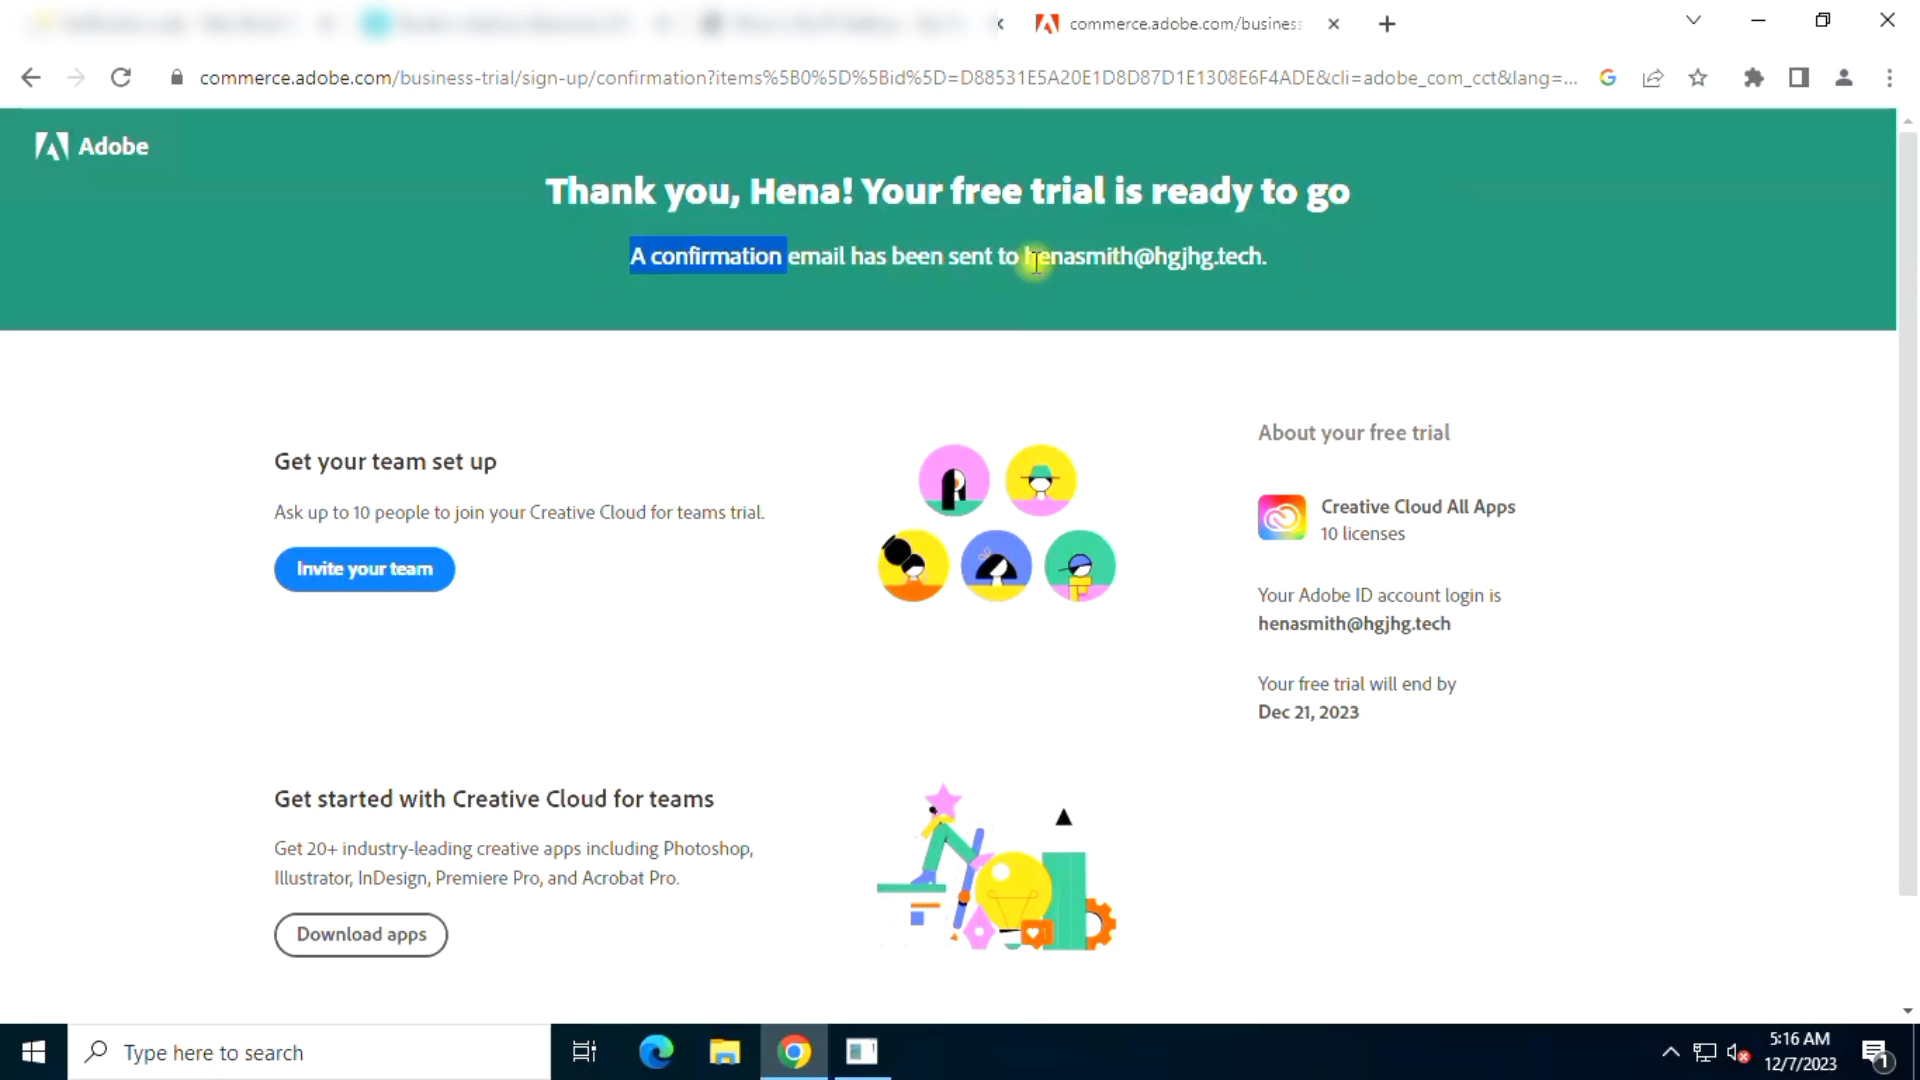 commerce.adobe.com/business
commerce.adobe.com/business-trial/sign-up/confirmation?items%5B0%5D%5Bid%5D=D88531E5A20E1D8D87D1E1308E6F4ADE&cli=adobe_com_cct&lang=...
Adobe
Thank you, Hena! Your free trial is ready to go
A confirmation email has been sent to henasmith@hgjhg.tech.
Get your team set up
Ask up to 10 people to join your Creative Cloud for teams trial.
Invite your team
About your free trial
Creative Cloud All Apps
10 licenses
Your Adobe ID account login is
henasmith@hgjhg.tech
Your free trial will end by
Dec 21, 2023
Get started with Creative Cloud for teams
Get 20+ industry-leading creative apps including Photoshop,
Illustrator, InDesign, Premiere Pro, and Acrobat Pro.
Download apps
Type here to search
5:16 AM
12/7/2023
1